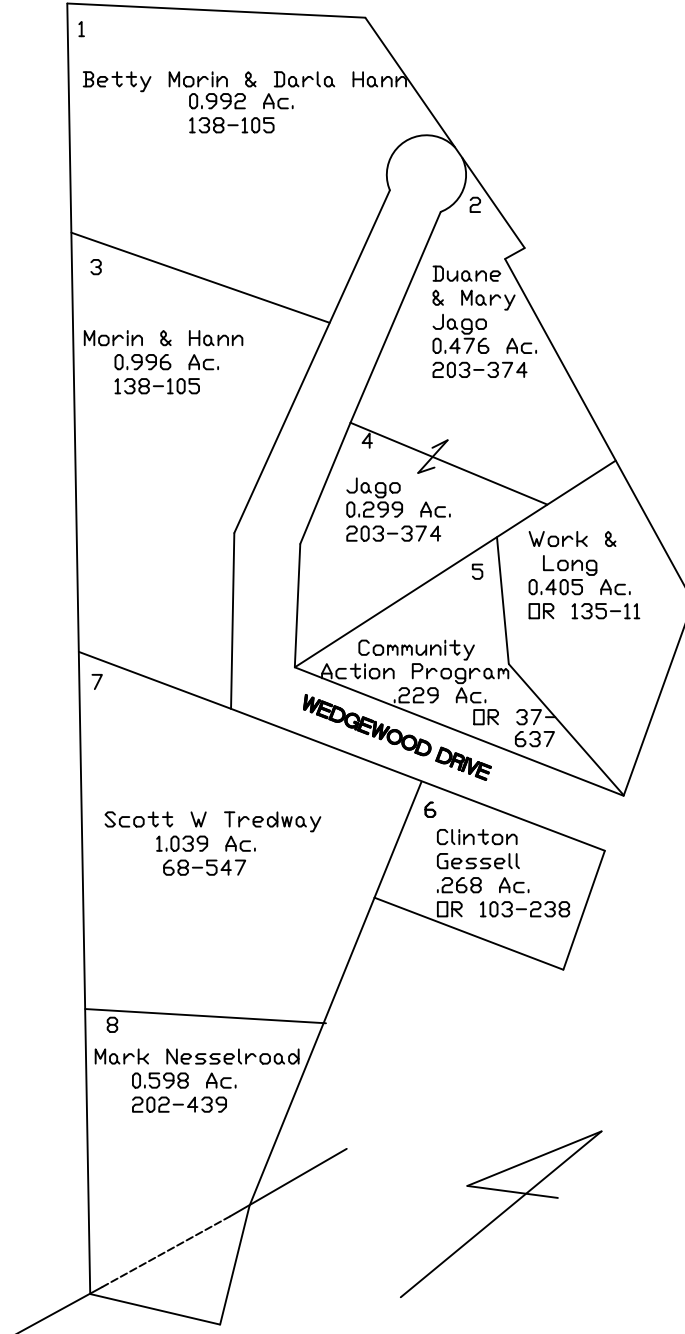 1
Betty Morin & Darla Hann
0.992 Ac.
138-105
2
Duane
& Mary
Jago
0.476 Ac.
203-374
3
Morin & Hann
0.996 Ac.
138-105
4
Jago
0.299 Ac.
203-374
Work &
Long
0.405 Ac.
OR 135-11
5
Community
Action Program
.229 Ac.
OR 37-
637
WEDGEWOOD DRIVE
7
Scott W Tredway
1.039 Ac.
68-547
6
Clinton
Gessell
.268 Ac.
OR 103-238
8
Mark Nesselroad
0.598 Ac.
202-439